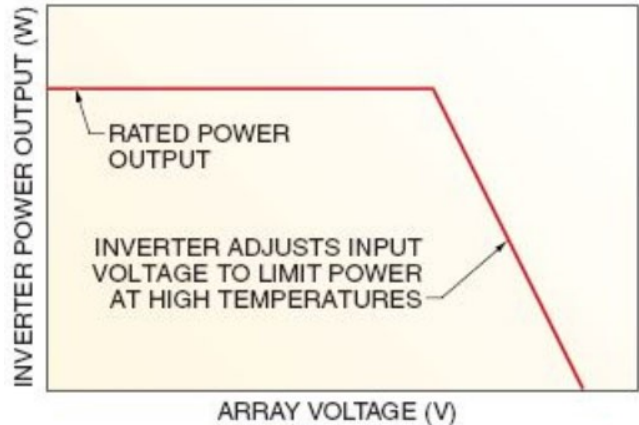 INVERTER POWER OUTPUT (W)
RATED POWER
OUTPUT
INVERTER ADJUSTS INPUT
VOLTAGE TO LIMIT POWER
AT HIGH TEMPERATURES
ARRAY VOLTAGE (V)